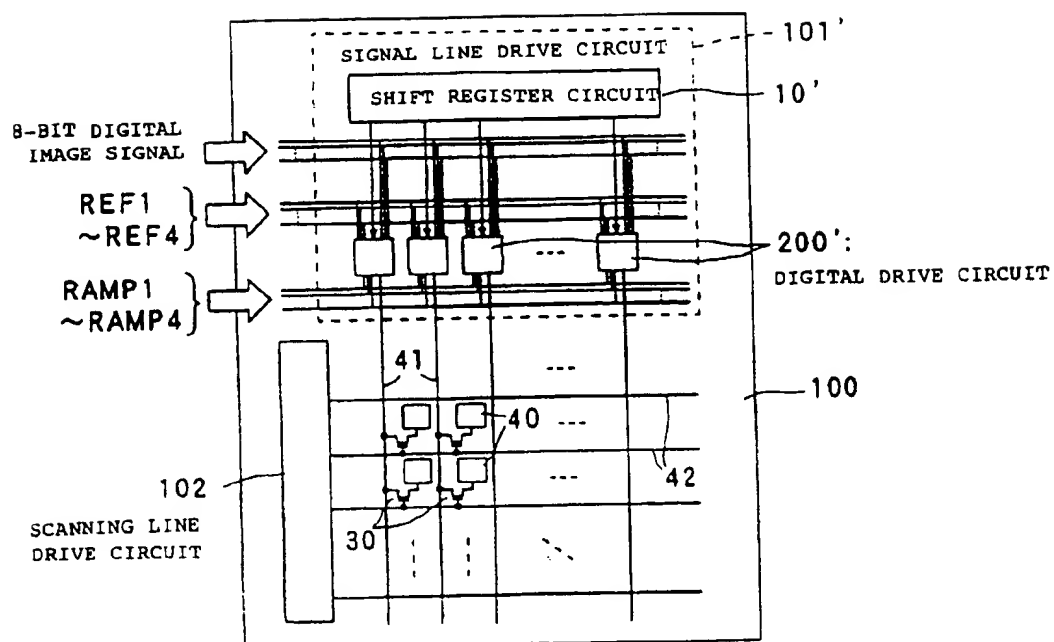 SIGNAL LINE DRIVE CIRCUIT
101'
SHIFT REGISTER CIRCUIT
10'
8-BIT DIGITAL
IMAGE SIGNAL
REF1
~REF4
200':
DIGITAL DRIVE CIRCUIT
RAMP1
~RAMP4
41
100
40
42
102
SCANNING LINE
DRIVE CIRCUIT
30